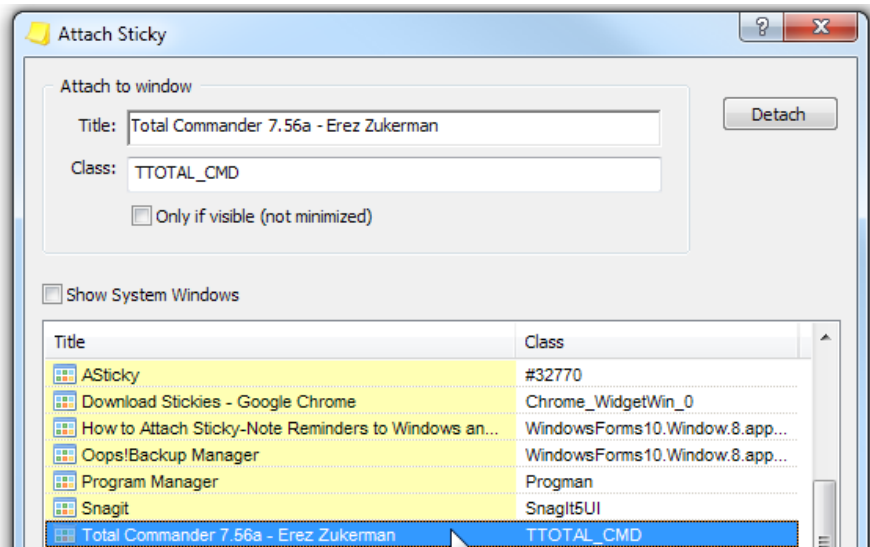 Attach Sticky
Attach to window
Detach
Title: Total Commander 7.56a - Erez Zukerman
Class: TTOTAL_CMD
Only if visible (not minimized)
Show System Windows
Title Class
ASticky #32770
Download Stickies - Google Chrome Chrome_WidgetWin_0
How to Attach Sticky-Note Reminders to Windows an... WindowsForms10.Window.8.app...
Oops!Backup Manager WindowsForms10.Window.8.app...
Program Manager Progman
Snagit SnagIt5UI
Total Commander 7.56a - Erez Zukerman TTOTAL_CMD